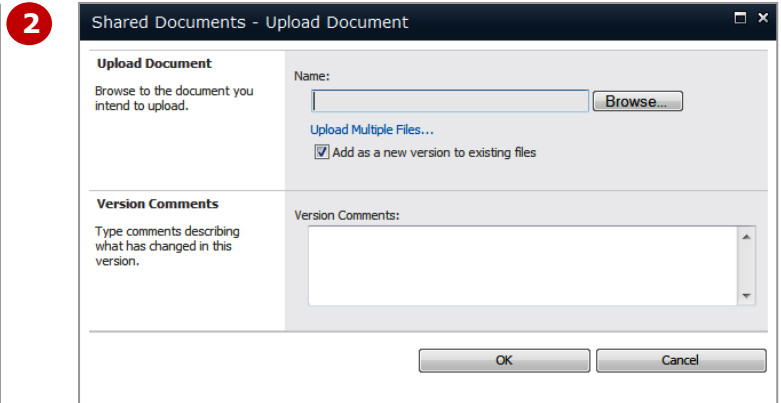 2
Shared Documents - Upload Document
Upload Document
Browse to the document you
intend to upload.
Name:
Browse...
Upload Multiple Files...
Add as a new version to existing files
Version Comments
Type comments describing
what has changed in this
version.
Version Comments:
OK
Cancel